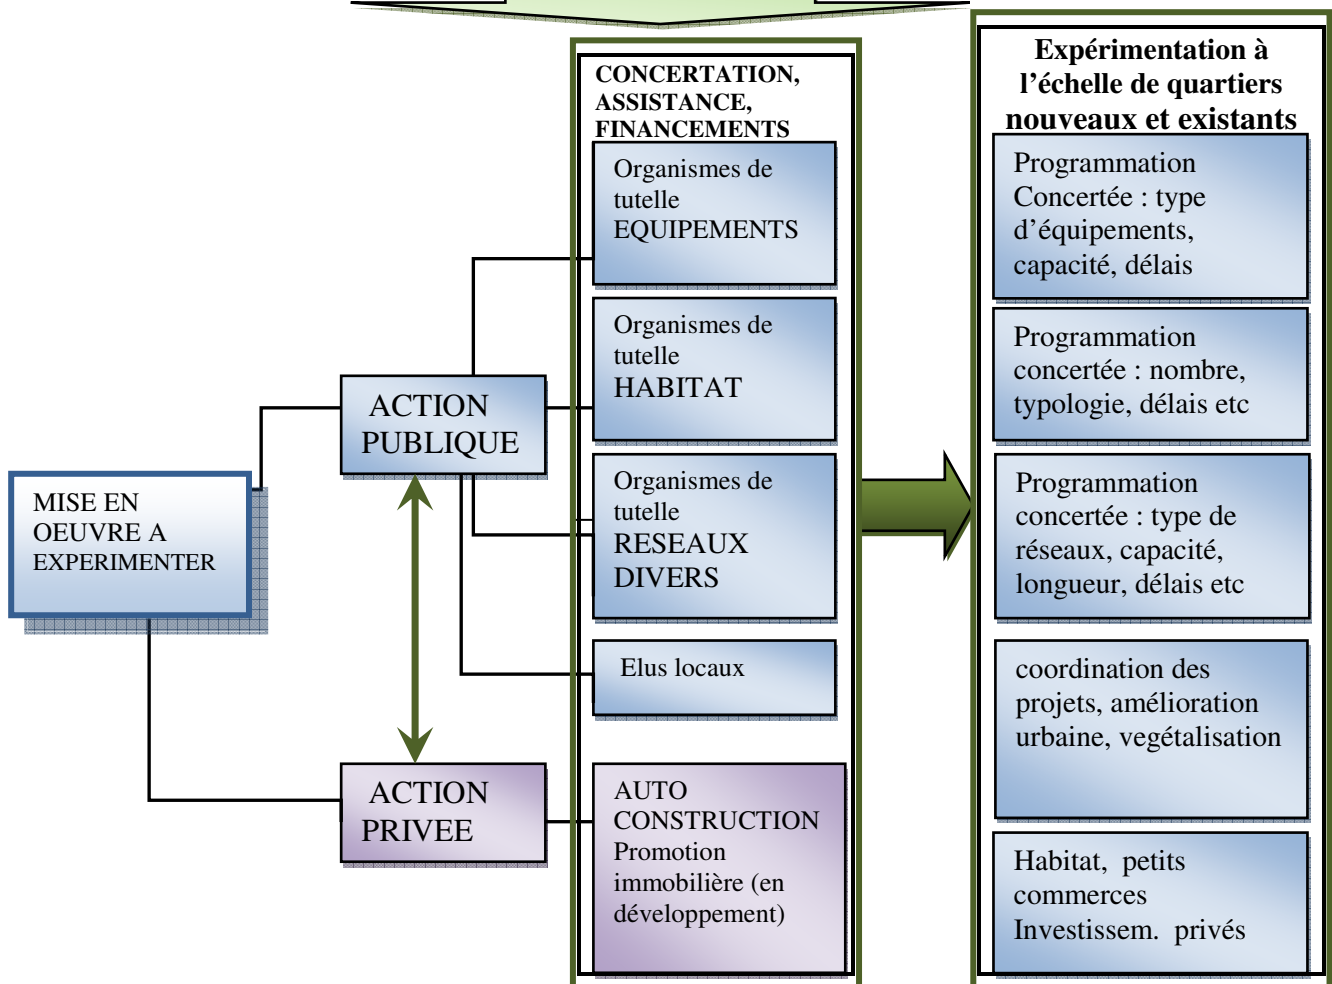 MISE EN
OEUVRE A
EXPERIMENTER
ACTION
PUBLIQUE
ACTION
PRIVEE
CONCERTATION,
ASSISTANCE,
FINANCEMENTS
Organismes de
tutelle
EQUIPEMENTS
Organismes de
tutelle
HABITAT
Organismes de
tutelle
RESEAUX
DIVERS
Elus locaux
AUTO
CONSTRUCTION
Promotion
immobilière (en
développement)
Expérimentation à
l’échelle de quartiers
nouveaux et existants
Programmation
Concertée : type
d’équipements,
capacité, délais
Programmation
concertée : nombre,
typologie, délais etc
Programmation
concertée : type de
réseaux, capacité,
longueur, délais etc
coordination des
projets, amélioration
urbaine, vegétalisation
Habitat, petits
commerces
Investissem. privés